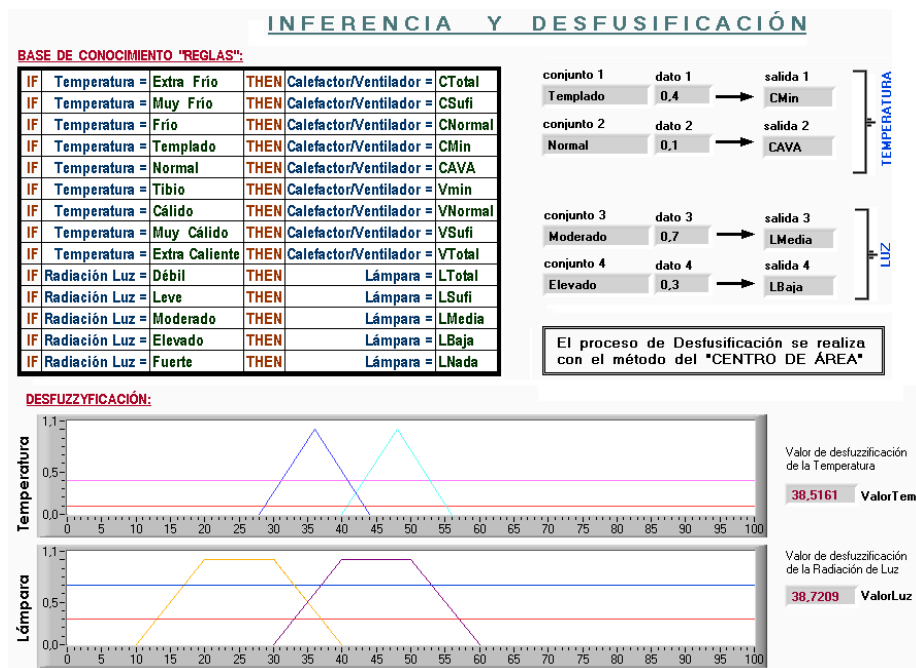 INFERENCIA Y DESFUSIFICACIÓN
BASE DE CONOCIMIENTO "REGLAS":
IF Temperatura = Extra Frío THEN Calefactor/Ventilador = CTotal
IF Temperatura = Muy Frío THEN Calefactor/Ventilador = CSufi
IF Temperatura = Frío THEN Calefactor/Ventilador = CNormal
IF Temperatura = Templado THEN Calefactor/Ventilador = CMin
IF Temperatura = Normal THEN Calefactor/Ventilador = CAVA
IF Temperatura = Tibio THEN Calefactor/Ventilador = Vmin
IF Temperatura = Cálido THEN Calefactor/Ventilador = VNormal
IF Temperatura = Muy Cálido THEN Calefactor/Ventilador = VSufi
IF Temperatura = Extra Caliente THEN Calefactor/Ventilador = VTotal
IF Radiación Luz = Débil THEN Lámpara = LTotal
IF Radiación Luz = Leve THEN Lámpara = LSufi
IF Radiación Luz = Moderado THEN Lámpara = LMedia
IF Radiación Luz = Elevado THEN Lámpara = LBaja
IF Radiación Luz = Fuerte THEN Lámpara = LNada
conjunto 1 dato 1 salida 1
Templado 0,4 CMin
conjunto 2 dato 2 salida 2
Normal 0,1 CAVA
TEMPERATURA
conjunto 3 dato 3 salida 3
Moderado 0,7 LMedia
conjunto 4 dato 4 salida 4
Elevado 0,3 LBaja
LUZ
El proceso de Desfusificación se realiza
con el método del "CENTRO DE ÁREA"
DESFUZZYFICACIÓN:
Temperatura
1,1
0,5
0,0
0 5 10 15 20 25 30 35 40 45 50 55 60 65 70 75 80 85 90 95 100
Valor de desfuzzificación
de la Temperatura
38,5161 ValorTem
Lámpara
1,1
0,5
0,0
0 5 10 15 20 25 30 35 40 45 50 55 60 65 70 75 80 85 90 95 100
Valor de desfuzzificación
de la Radiación de Luz
38,7209 ValorLuz